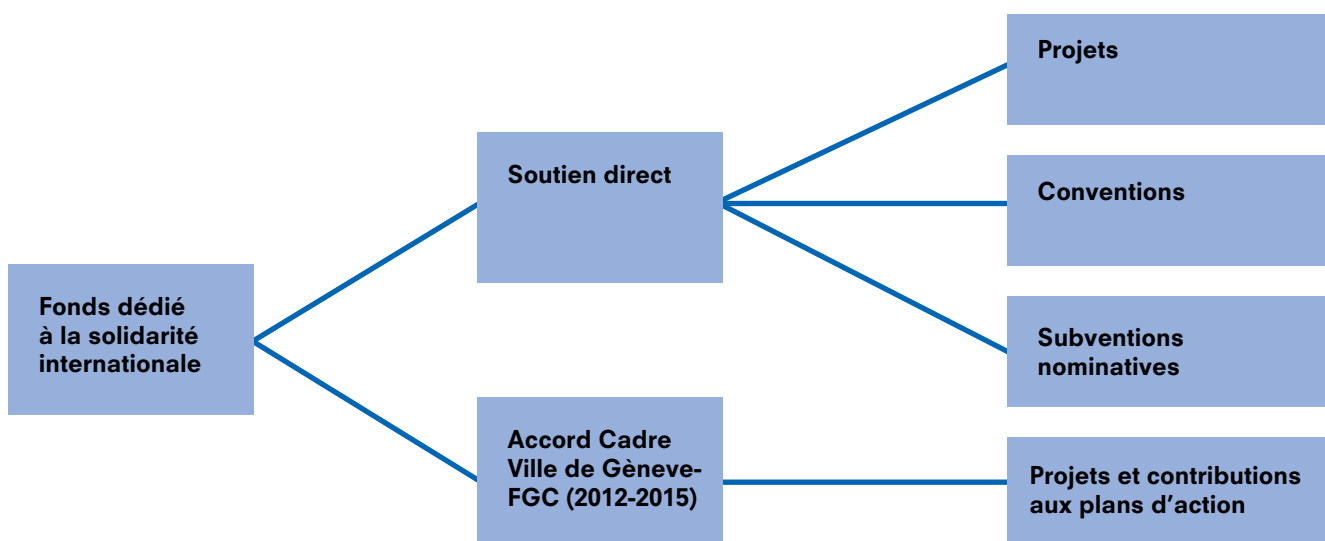 Fonds dédié
à la solidarité
internationale
Soutien direct
Accord Cadre
Ville de Gèneve-
FGC (2012-2015)
Projets
Conventions
Subventions
nominatives
Projets et contributions
aux plans d’action